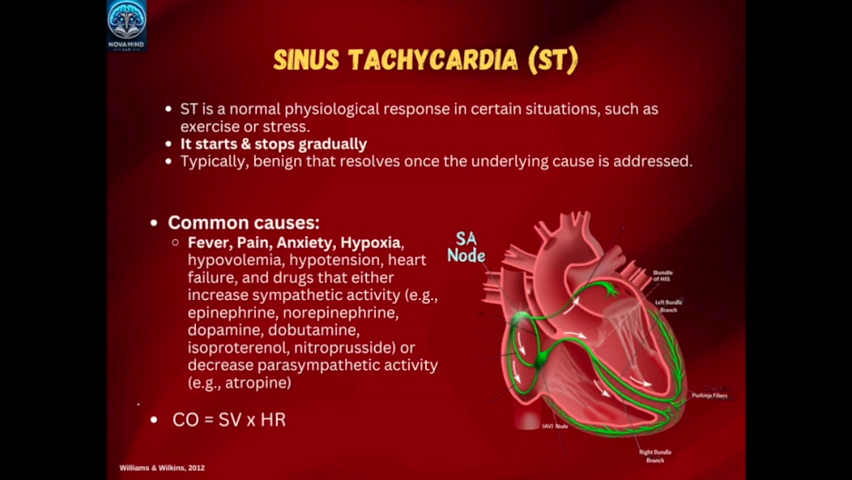 NOVAMIND
SINUS TACHYCARDIA (ST)
• ST is a normal physiological response in certain situations, such as
exercise or stress.
• It starts & stops gradually
• Typically, benign that resolves once the underlying cause is addressed.
• Common causes:
○ Fever, Pain, Anxiety, Hypoxia,
hypovolemia, hypotension, heart
failure, and drugs that either
increase sympathetic activity (e.g.,
epinephrine, norepinephrine,
dopamine, dobutamine,
isoproterenol, nitroprusside) or
decrease parasympathetic activity
(e.g., atropine)
• CO = SV x HR
SA
Node
Bundle
of HIS
Left Bundle
Branch
Purkinje Fibers
(AV) Node
Right Bundle
Branch
Williams & Wilkins, 2012